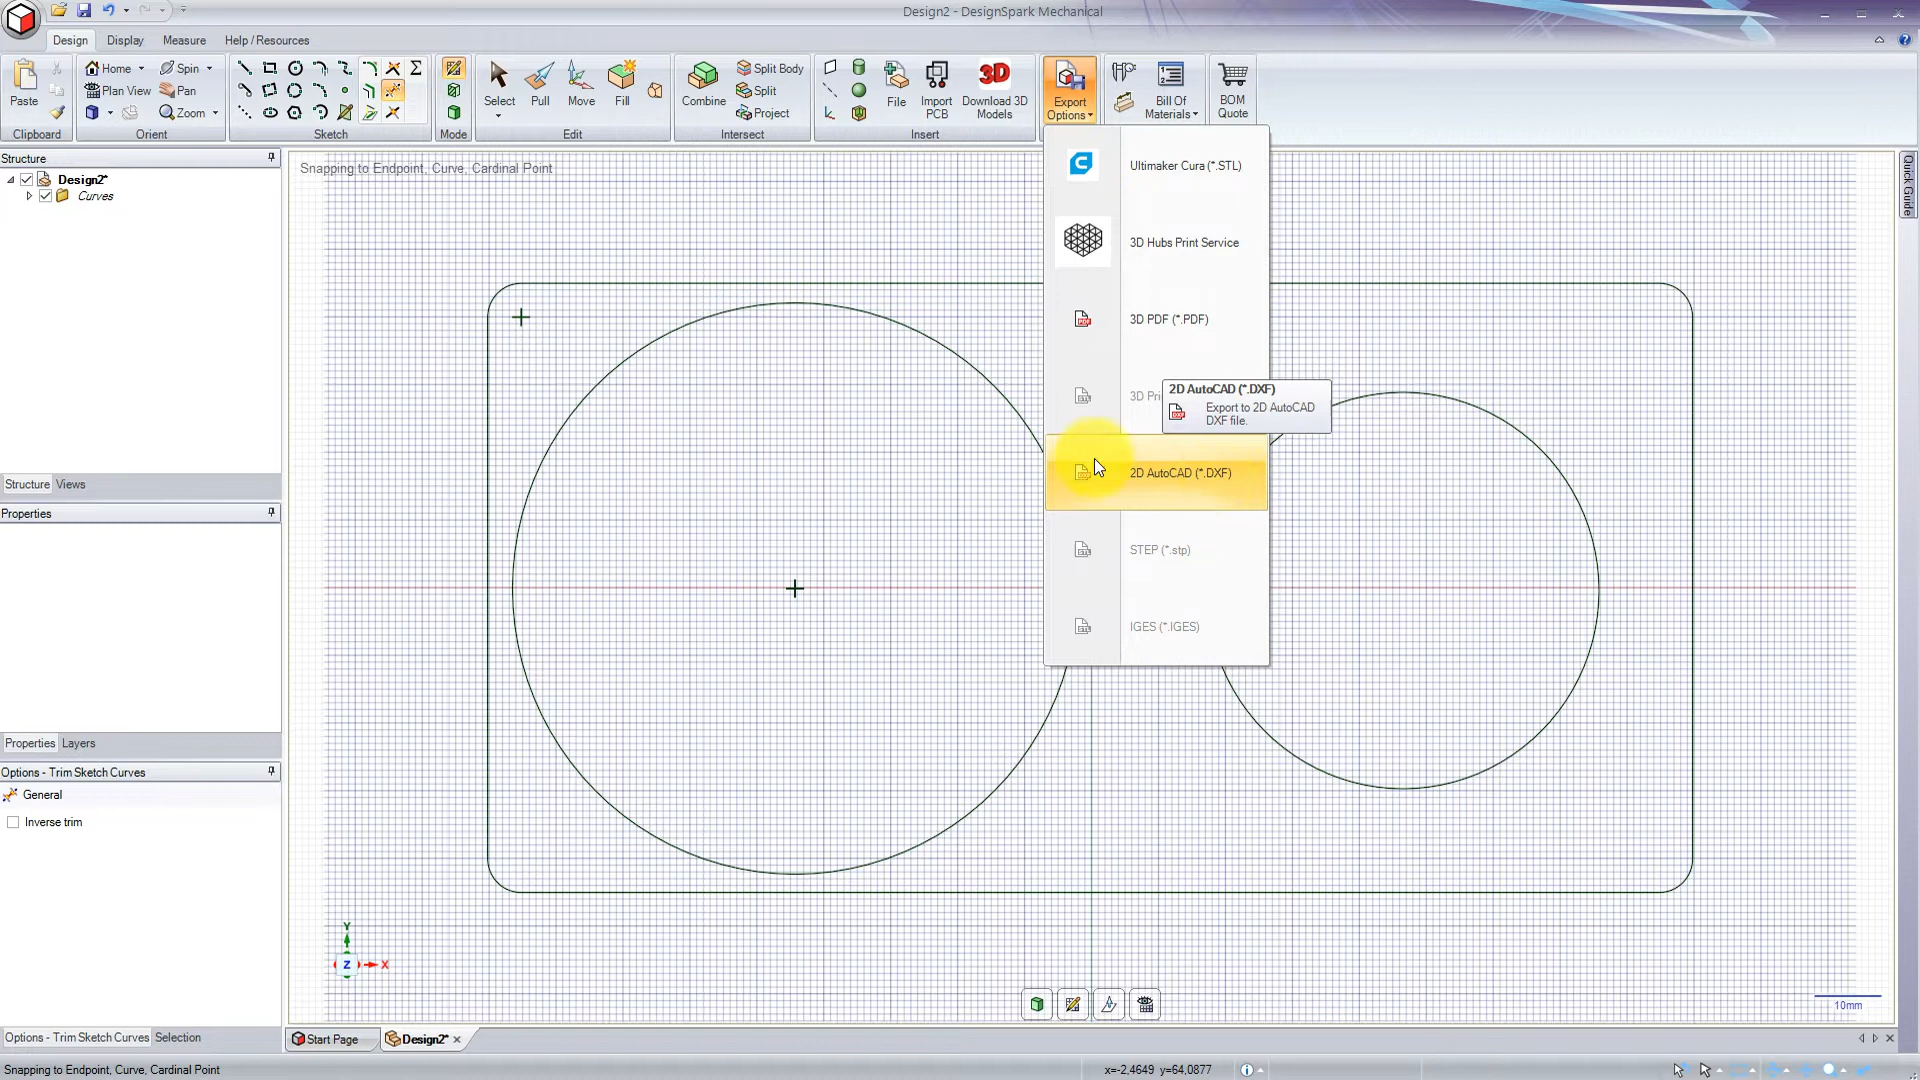 Design2 - DesignSpark Mechanical
Design
Display
Measure
Help / Resources
Paste
Home
Spin
Plan View
Pan
Zoom
Select
Pull
Move
Fill
Combine
Split Body
Split
Project
File
Import PCB
3D
Download 3D Models
Export Options
Bill Of Materials
BOM Quote
Clipboard
Orient
Sketch
Mode
Edit
Intersect
Insert
Structure
Design2*
Curves
Snapping to Endpoint, Curve, Cardinal Point
Quick Guide
Ultimaker Cura (*.STL)
3D Hubs Print Service
3D PDF (*.PDF)
3D Pri
2D AutoCAD (*.DXF)
Export to 2D AutoCAD
DXF file.
2D AutoCAD (*.DXF)
STEP (*.stp)
IGES (*.IGES)
Structure
Views
Properties
Properties
Layers
Options - Trim Sketch Curves
General
Inverse trim
Y
Z
X
10mm
Options - Trim Sketch Curves
Selection
Start Page
Design2*
Snapping to Endpoint, Curve, Cardinal Point
x=-2,4649 y=64,0877